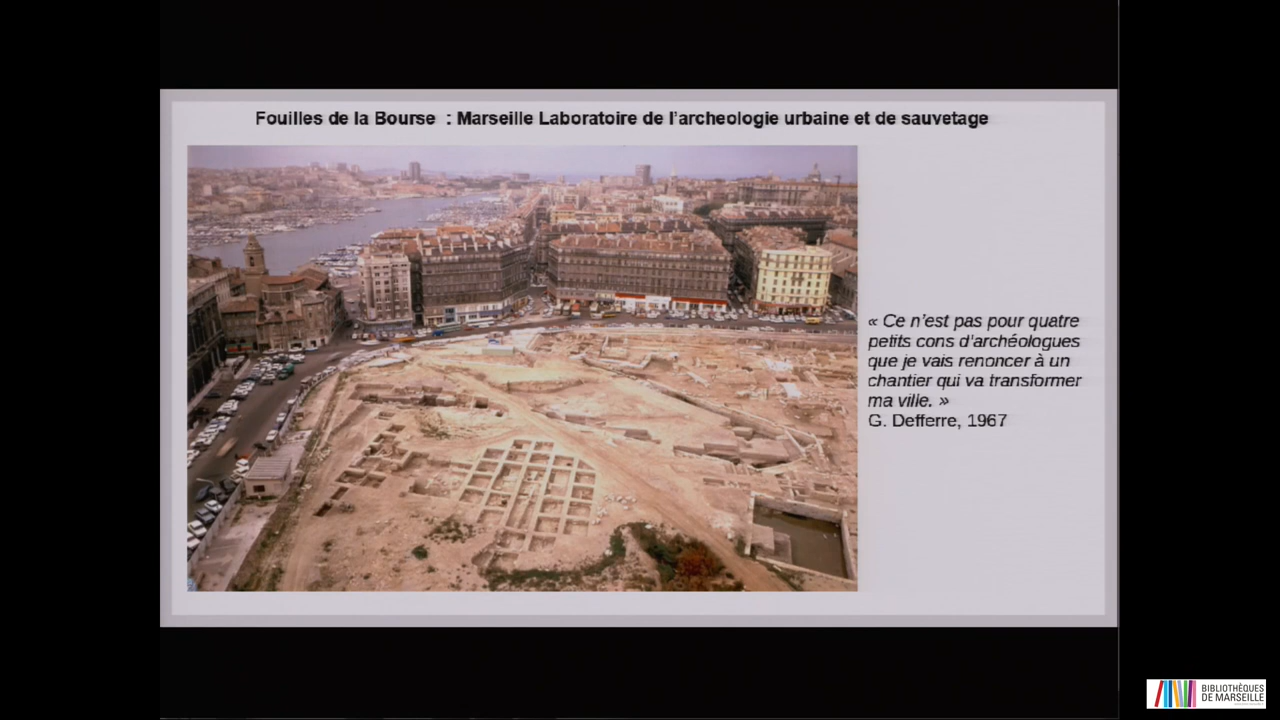 Fouilles de la Bourse : Marseille Laboratoire de l'archeologie urbaine et de sauvetage
« Ce n'est pas pour quatre
petits cons d'archéologues
que je vais renoncer à un
chantier qui va transformer
ma ville. »
G. Defferre, 1967
BIBLIOTHÈQUES
DE MARSEILLE